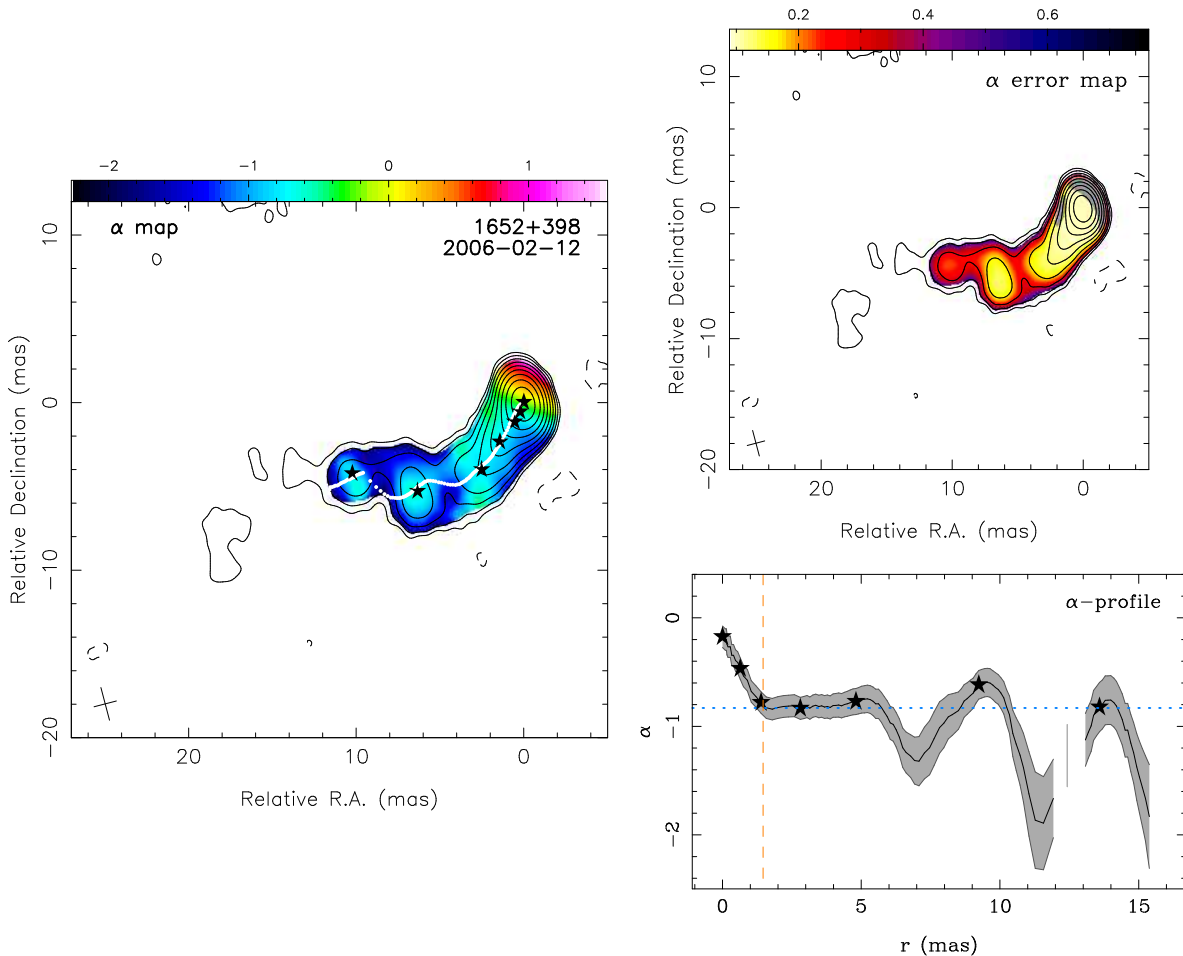 −2 −1 0 1
α map
1652+398
2006−02−12
10
0
−10
−20
Relative Declination (mas)
20 10 0
Relative R.A. (mas)
0.2 0.4 0.6
α error map
10
0
−10
−20
Relative Declination (mas)
20 10 0
Relative R.A. (mas)
α−profile
0
−1
−2
α
0 5 10 15
r (mas)